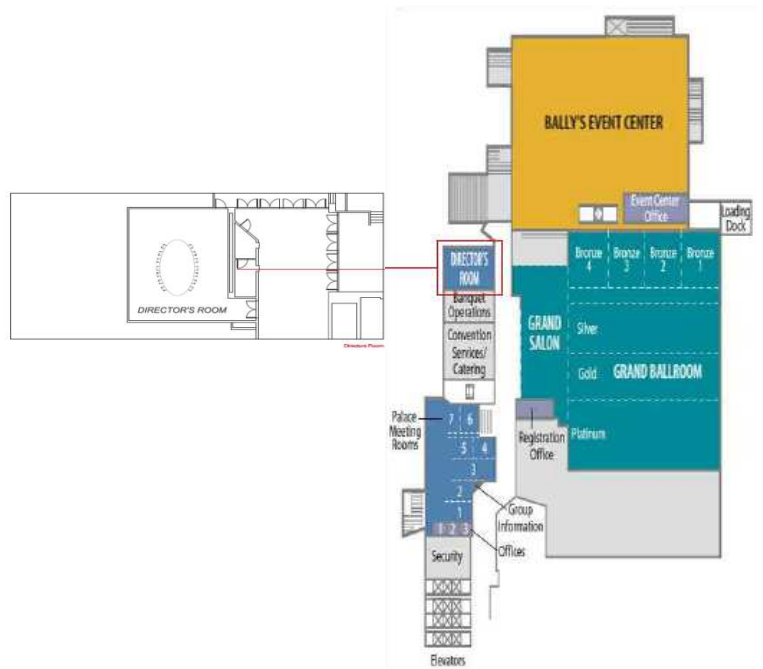 BALLY'S EVENT CENTER
Event Center
Office
Loading
Dock
DIRECTOR'S
ROOM
Bronze
4
Bronze
3
Bronze
2
Bronze
1
DIRECTOR'S ROOM
Directors Room
Banquet
Operations
Convention
Services/
Catering
GRAND
SALON
Silver
Gold
GRAND BALLROOM
Platinum
Registration
Office
Palace
Meeting
Rooms
7 6
5 4
3
2
1
Group
Information
1 2 3
Offices
Security
Elevators